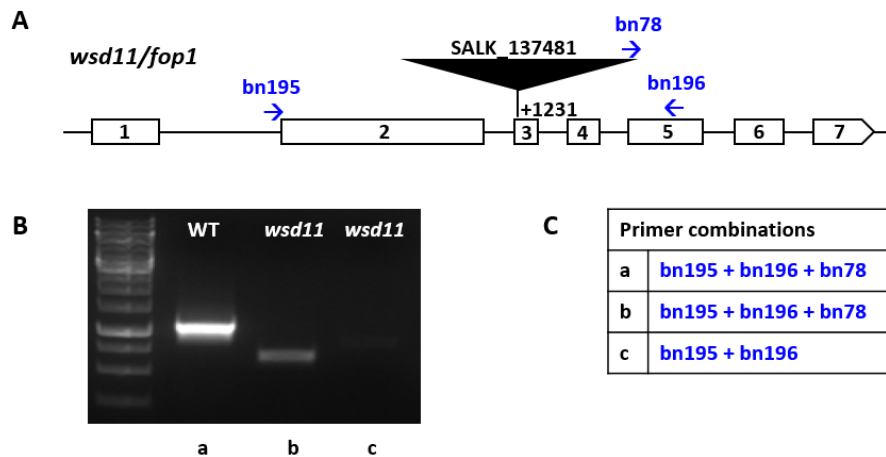 A
wsd11/fop1
SALK_137481
bn78
bn195
bn196
+1231
1 2 3 4 5 6 7
B
WT wsd11 wsd11
a b c
C
Primer combinations
a bn195 + bn196 + bn78
b bn195 + bn196 + bn78
c bn195 + bn196